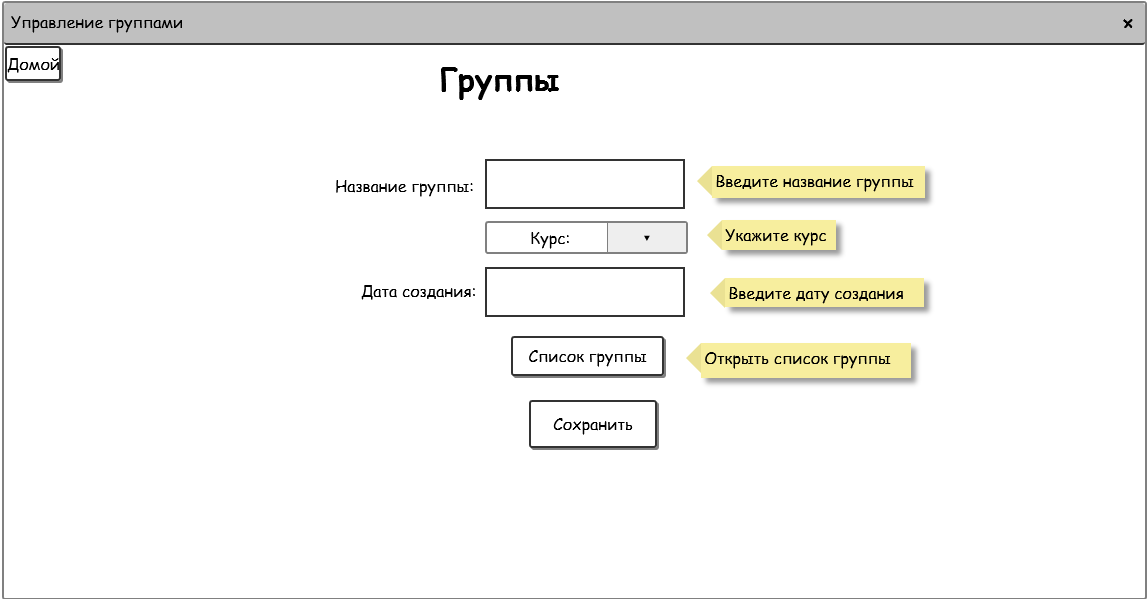 Управление группами ×
Домой
Группы
Название группы: Введите название группы
Курс: ▾ Укажите курс
Дата создания: Введите дату создания
Список группы Открыть список группы
Сохранить